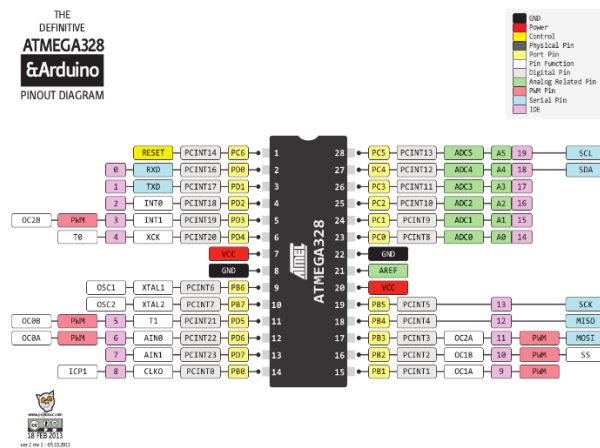 THE
DEFINITIVE
ATMEGA328
&Arduino
PINOUT DIAGRAM
GND
Power
Control
Physical Pin
Port Pin
Pin Function
Digital Pin
Analog Related Pin
PWM Pin
Serial Pin
IDE
RESET PCINT14 PC6 1 28 PC5 PCINT13 ADC5 A5 19 SCL
0 RXD PCINT16 PD0 2 27 PC4 PCINT12 ADC4 A4 18 SDA
1 TXD PCINT17 PD1 3 26 PC3 PCINT11 ADC3 A3 17
2 INT0 PCINT18 PD2 4 25 PC2 PCINT10 ADC2 A2 16
OC2B PWM 3 INT1 PCINT19 PD3 5 24 PC1 PCINT9 ADC1 A1 15
T0 4 XCK PCINT20 PD4 6 23 PC0 PCINT8 ADC0 A0 14
VCC 7 22 GND
GND 8 21 AREF
OSC1 XTAL1 PCINT6 PB6 9 20 VCC
OSC2 XTAL2 PCINT7 PB7 10 19 PB5 PCINT5 13 SCK
OC0B PWM 5 T1 PCINT21 PD5 11 18 PB4 PCINT4 12 MISO
OC0A PWM 6 AIN0 PCINT22 PD6 12 17 PB3 PCINT3 OC2A 11 PWM MOSI
7 AIN1 PCINT23 PD7 13 16 PB2 PCINT2 OC1B 10 PWM SS
ICP1 8 CLKO PCINT0 PB0 14 15 PB1 PCINT1 OC1A 9 PWM
ATMEL
ATMEGA328
18 FEB 2013